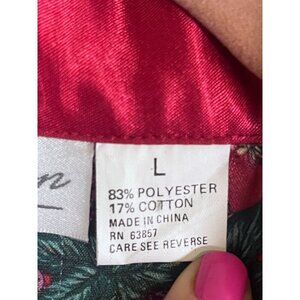 L
83% POLYESTER
17% COTTON
MADE IN CHINA
RN 63857
CARE SEE REVERSE